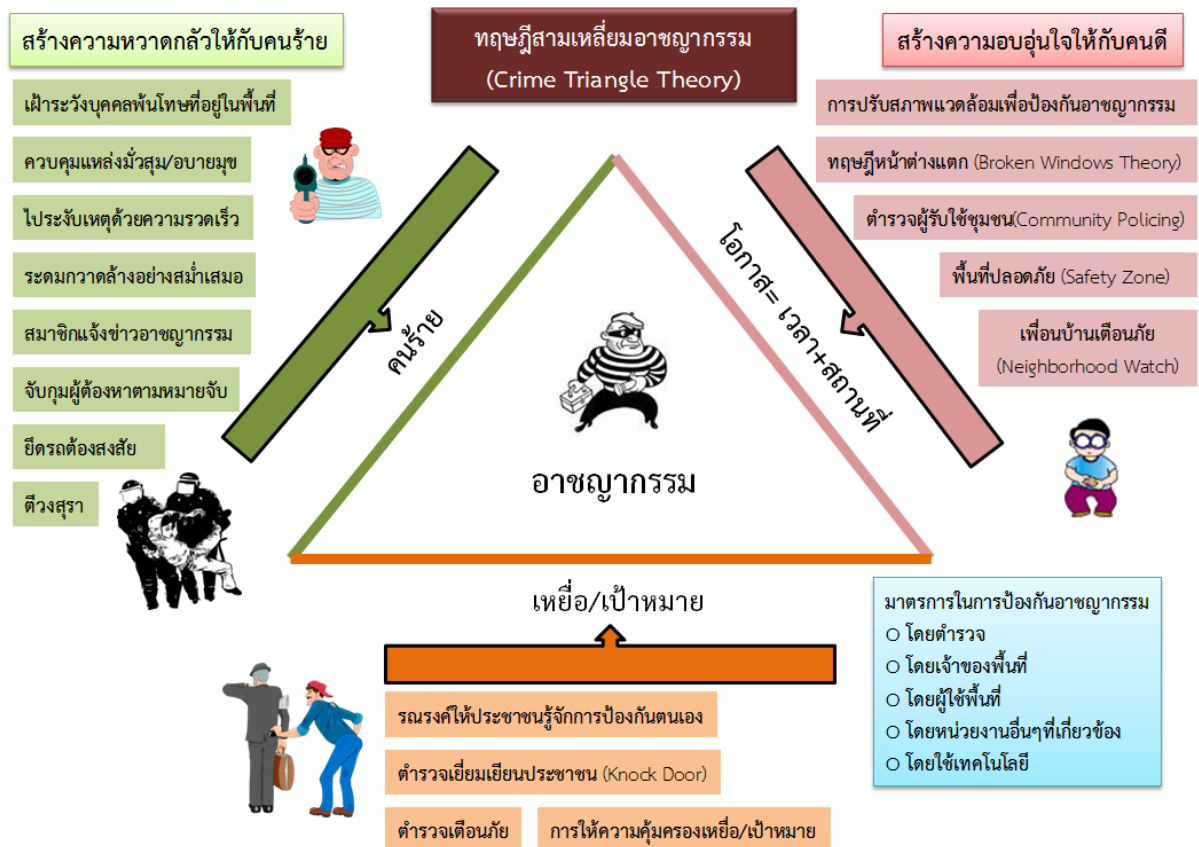 สร้างความหวาดกลัวให้กับคนร้าย
ทฤษฎีสามเหลี่ยมอาชญากรรม
(Crime Triangle Theory)
สร้างความอบอุ่นใจให้กับคนดี
เฝ้าระวังบุคคลพ้นโทษที่อยู่ในพื้นที่
ควบคุมแหล่งมั่วสุม/อบายมุข
ไประงับเหตุด้วยความรวดเร็ว
ระดมกวาดล้างอย่างสม่ำเสมอ
สมาชิกแจ้งข่าวอาชญากรรม
จับกุมผู้ต้องหาตามหมายจับ
ยึดรถต้องสงสัย
ตีวงสุรา
การปรับสภาพแวดล้อมเพื่อป้องกันอาชญากรรม
ทฤษฎีหน้าต่างแตก (Broken Windows Theory)
ตำรวจผู้รับใช้ชุมชน(Community Policing)
พื้นที่ปลอดภัย (Safety Zone)
เพื่อนบ้านเตือนภัย
(Neighborhood Watch)
คนร้าย
โอกาส= เวลา+สถานที่
อาชญากรรม
เหยื่อ/เป้าหมาย
รณรงค์ให้ประชาชนรู้จักการป้องกันตนเอง
ตำรวจเยี่ยมเยียนประชาชน (Knock Door)
ตำรวจเตือนภัย
การให้ความคุ้มครองเหยื่อ/เป้าหมาย
มาตรการในการป้องกันอาชญากรรม
O โดยตำรวจ
O โดยเจ้าของพื้นที่
O โดยผู้ใช้พื้นที่
O โดยหน่วยงานอื่นๆที่เกี่ยวข้อง
O โดยใช้เทคโนโลยี